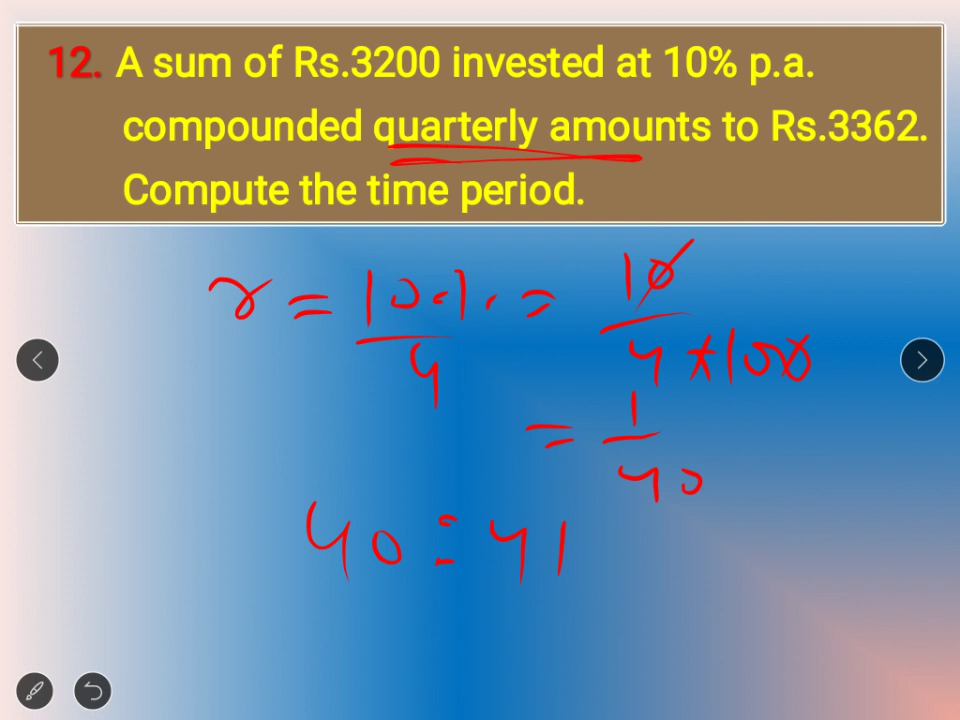 12. A sum of Rs.3200 invested at 10% p.a.
compounded quarterly amounts to Rs.3362.
Compute the time period.
r = 10% / 4 = 10 / 4 × 100
= 1 / 40
40 : 41